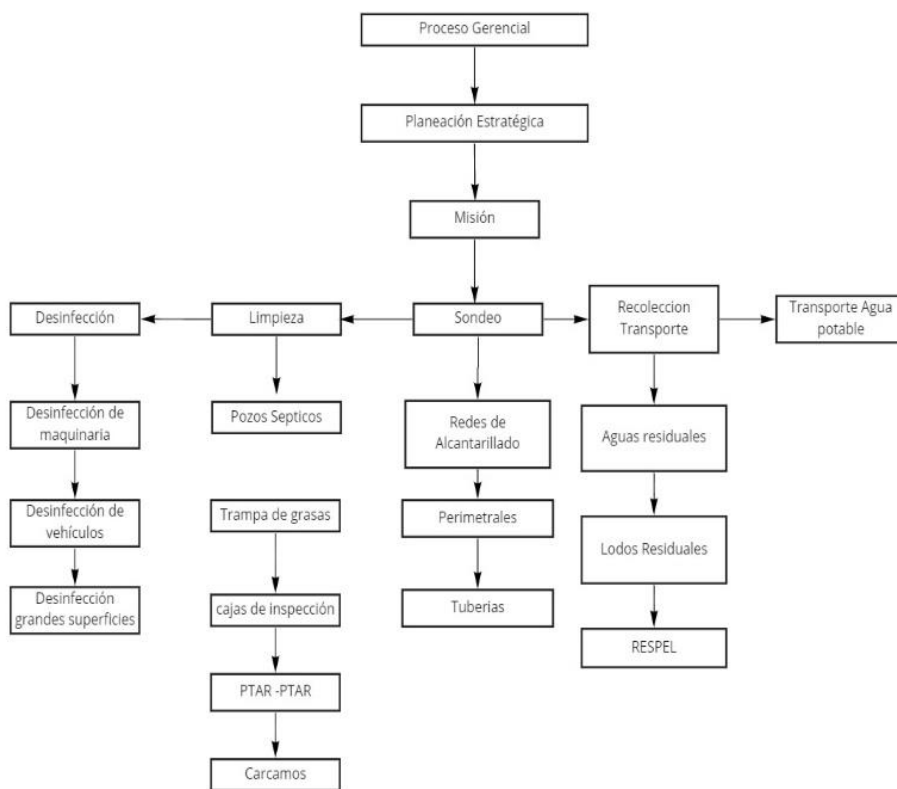 Proceso Gerencial
Planeación Estratégica
Misión
Desinfección
Limpieza
Sondeo
Recoleccion
Transporte
Transporte Agua
potable
Desinfección de
maquinaria
Pozos Septicos
Redes de
Alcantarillado
Aguas residuales
Desinfección de
vehículos
Trampa de grasas
Perimetrales
Lodos Residuales
Desinfección
grandes superficies
cajas de inspección
Tuberias
RESPEL
PTAR -PTAR
Carcamos